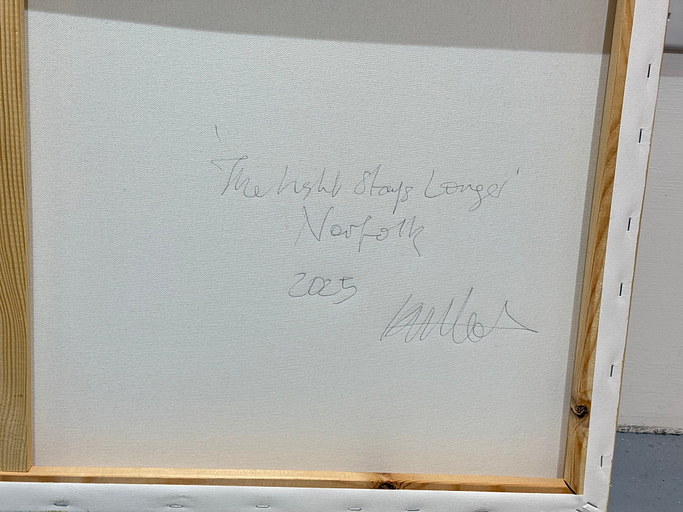 'The Light Stays Longer'
Norfolk
2025